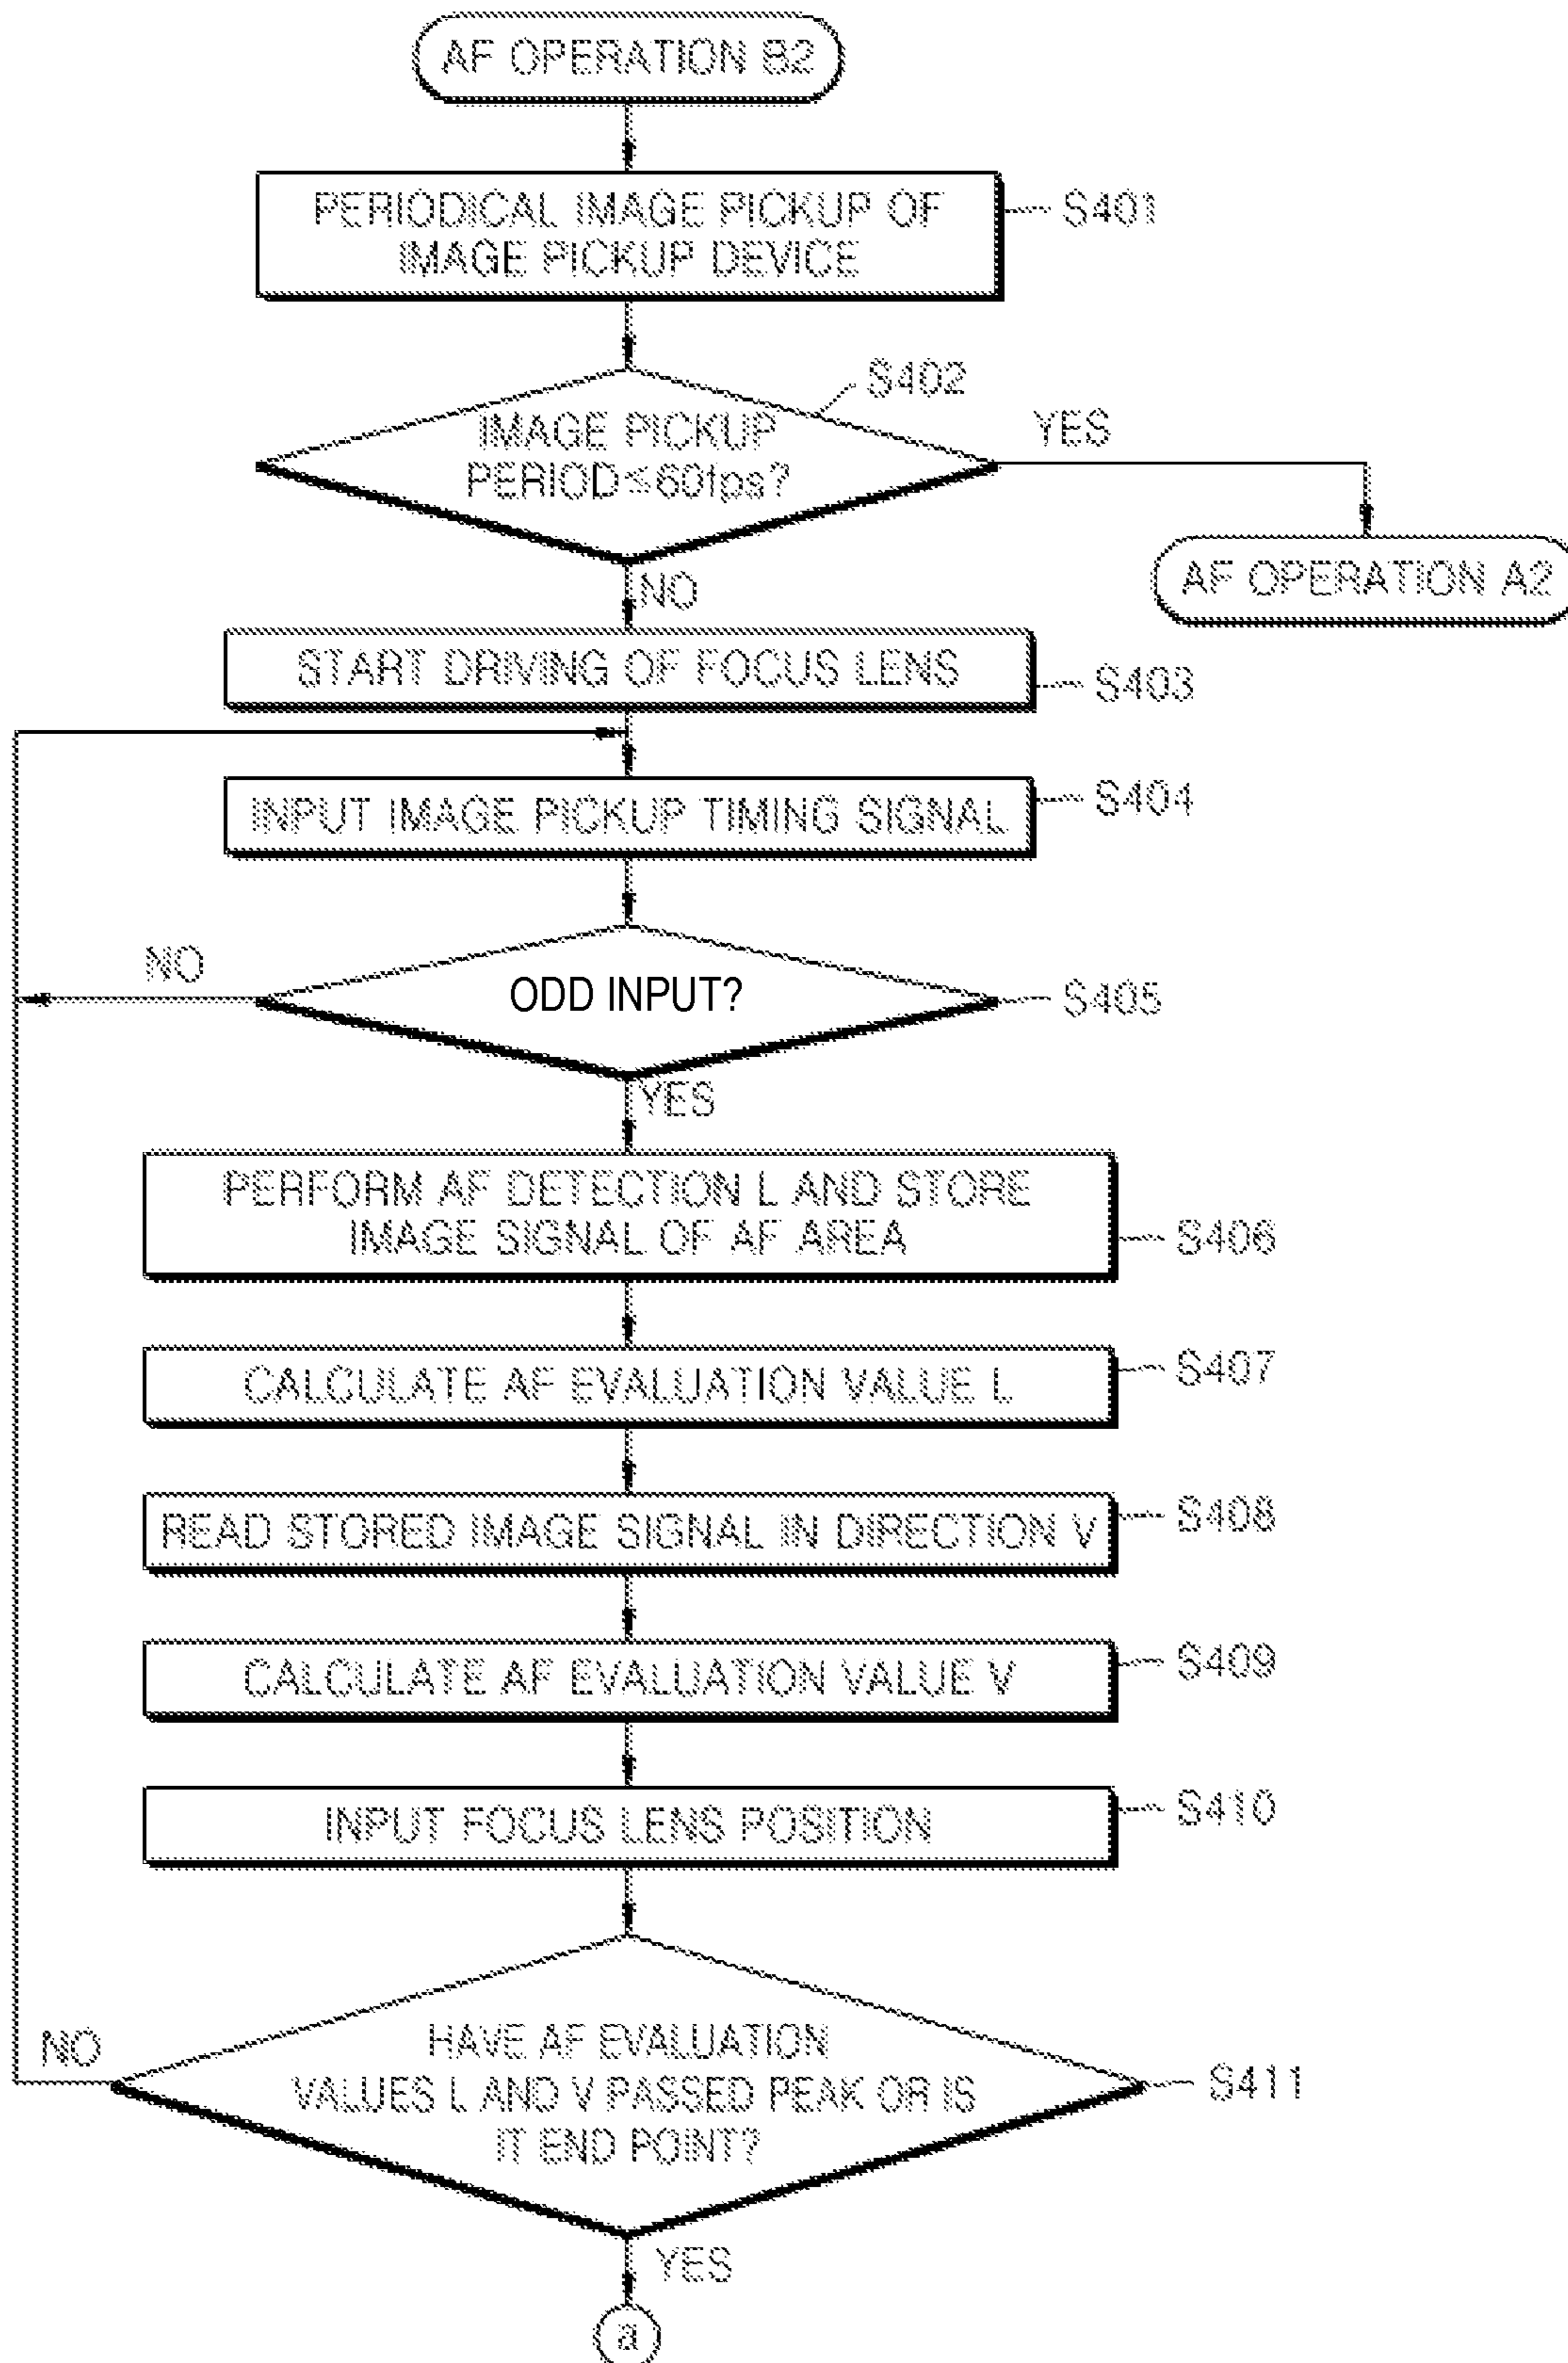 AF OPERATION B2
PERIODICAL IMAGE PICKUP OF
IMAGE PICKUP DEVICE
S401
S402
IMAGE PICKUP
PERIOD≤60fps?
YES
AF OPERATION A2
NO
START DRIVING OF FOCUS LENS
S403
INPUT IMAGE PICKUP TIMING SIGNAL
S404
NO
ODD INPUT?
S405
YES
PERFORM AF DETECTION L AND STORE
IMAGE SIGNAL OF AF AREA
S406
CALCULATE AF EVALUATION VALUE L
S407
READ STORED IMAGE SIGNAL IN DIRECTION V
S408
CALCULATE AF EVALUATION VALUE V
S409
INPUT FOCUS LENS POSITION
S410
NO
HAVE AF EVALUATION
VALUES L AND V PASSED PEAK OR IS
IT END POINT?
S411
YES
a